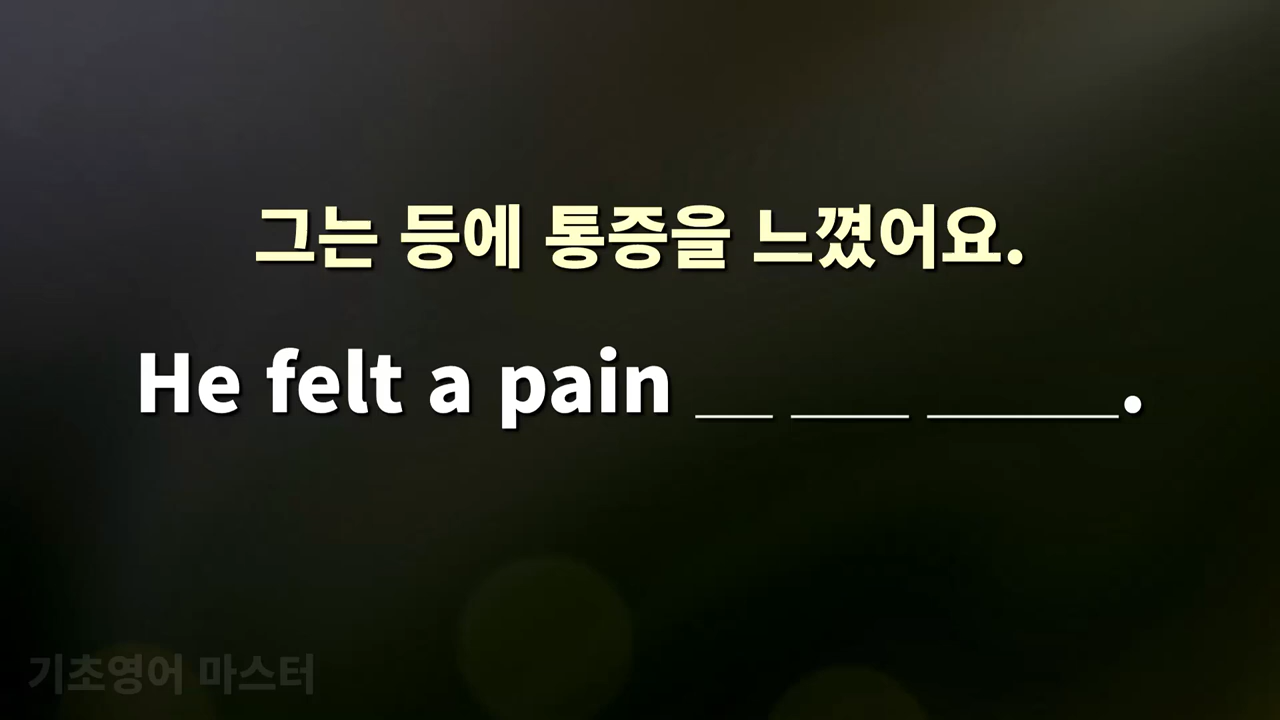 그는 등에 통증을 느꼈어요.
He felt a pain __ ___ _____.
기초영어 마스터